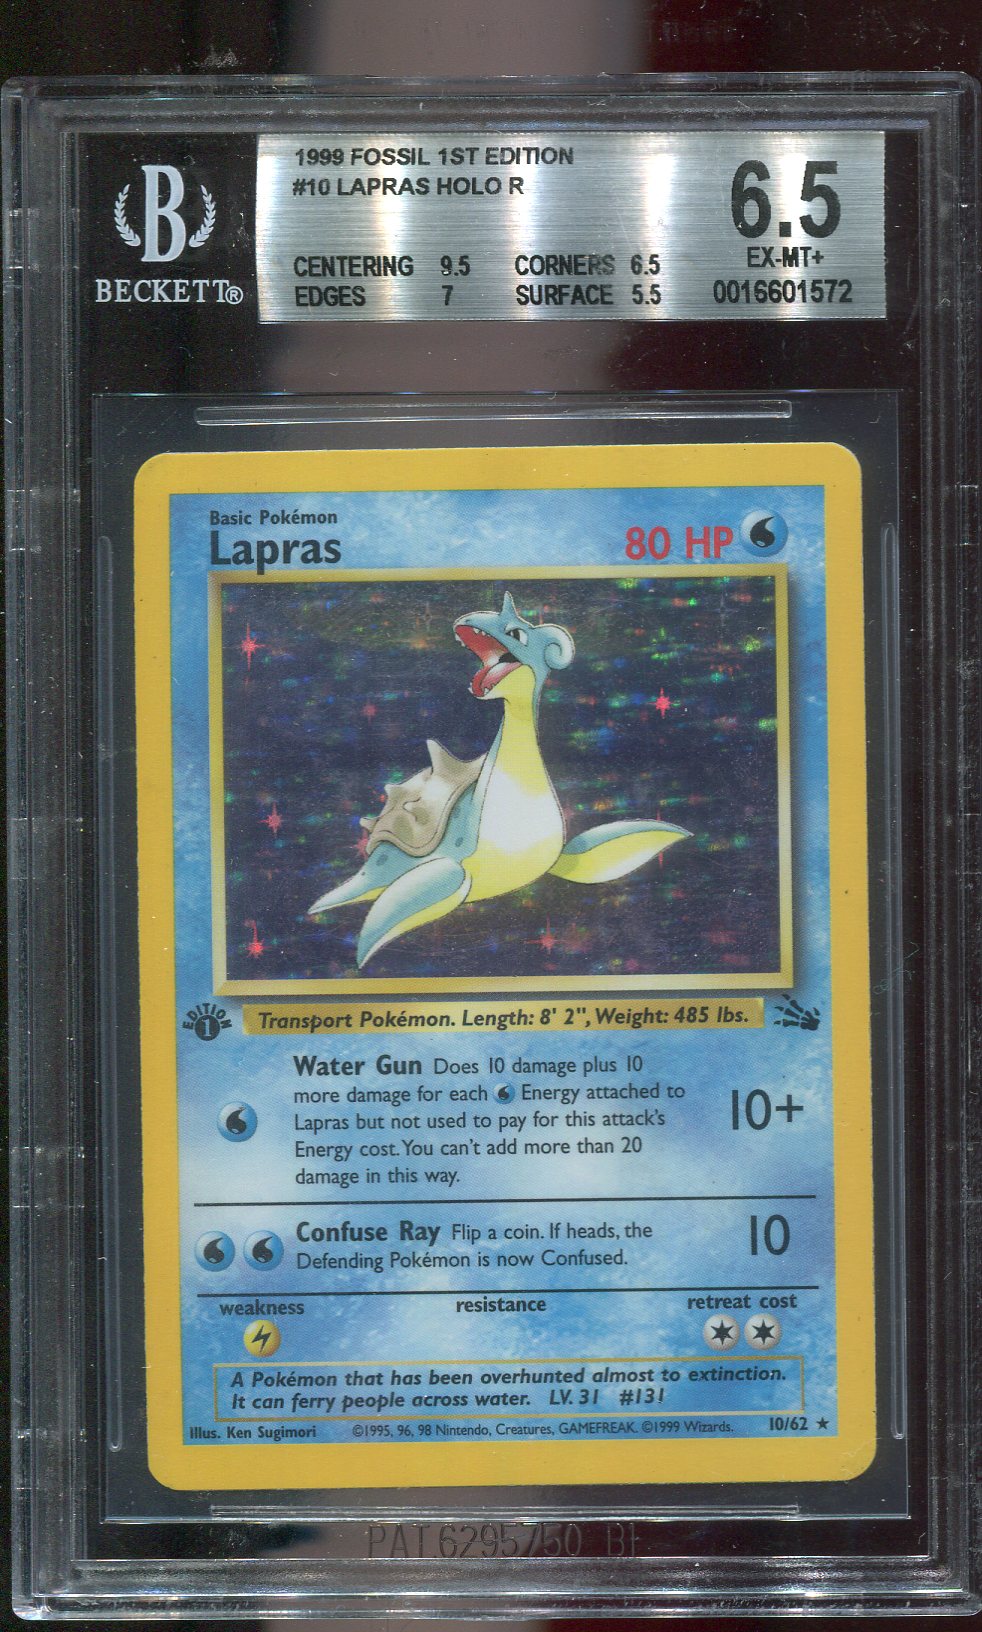 1999 FOSSIL 1ST EDITION
#10 LAPRAS HOLO R
6.5
EX-MT+
CENTERING 9.5 CORNERS 6.5
EDGES 7 SURFACE 5.5
0016601572
B
BECKETT®
Basic Pokémon
Lapras
80 HP
EDITION
1
Transport Pokémon. Length: 8' 2", Weight: 485 lbs.
Water Gun Does 10 damage plus 10
more damage for each Energy attached to
Lapras but not used to pay for this attack's
Energy cost. You can't add more than 20
damage in this way.
10+
Confuse Ray Flip a coin. If heads, the
Defending Pokémon is now Confused.
10
weakness resistance retreat cost
A Pokémon that has been overhunted almost to extinction.
It can ferry people across water. LV. 31 #131
Illus. Ken Sugimori ©1995, 96, 98 Nintendo, Creatures, GAMEFREAK. ©1999 Wizards. 10/62 ★
PAT.6295750 B1